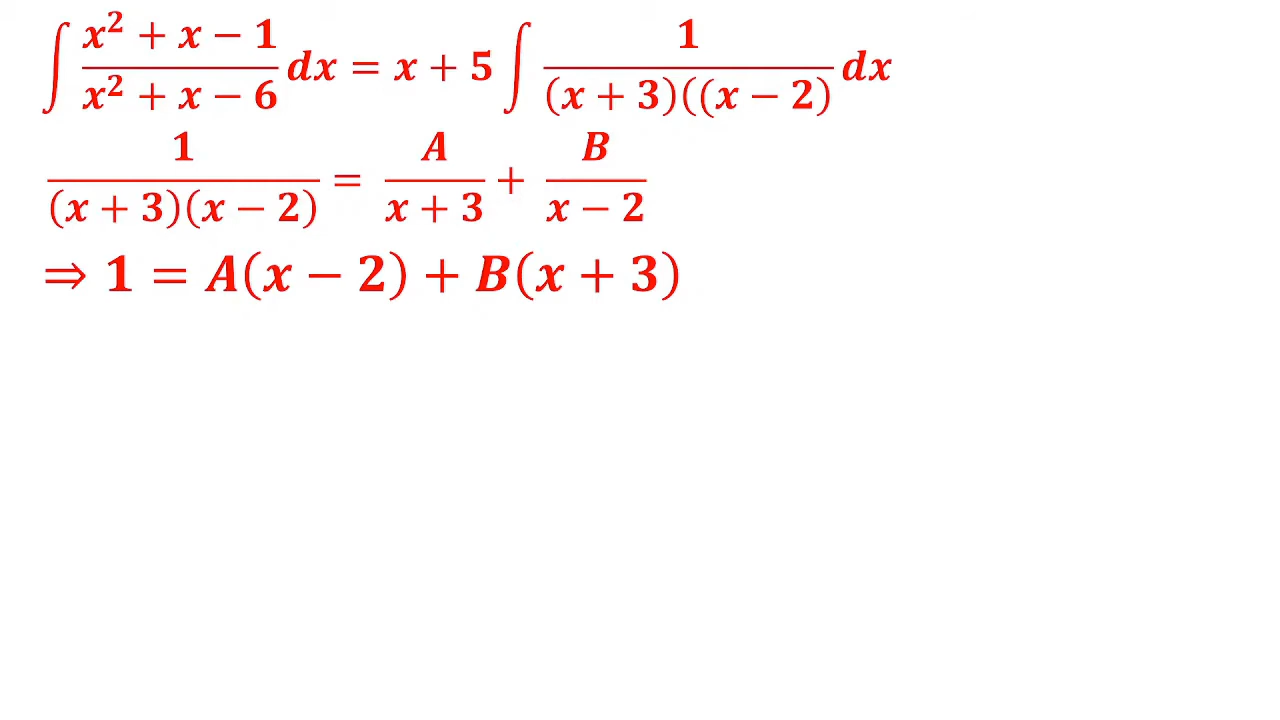 ∫ (x² + x − 1)/(x² + x − 6) dx = x + 5 ∫ 1/((x + 3)((x − 2)) dx
1/((x + 3)(x − 2)) = A/(x + 3) + B/(x − 2)
⇒ 1 = A(x − 2) + B(x + 3)